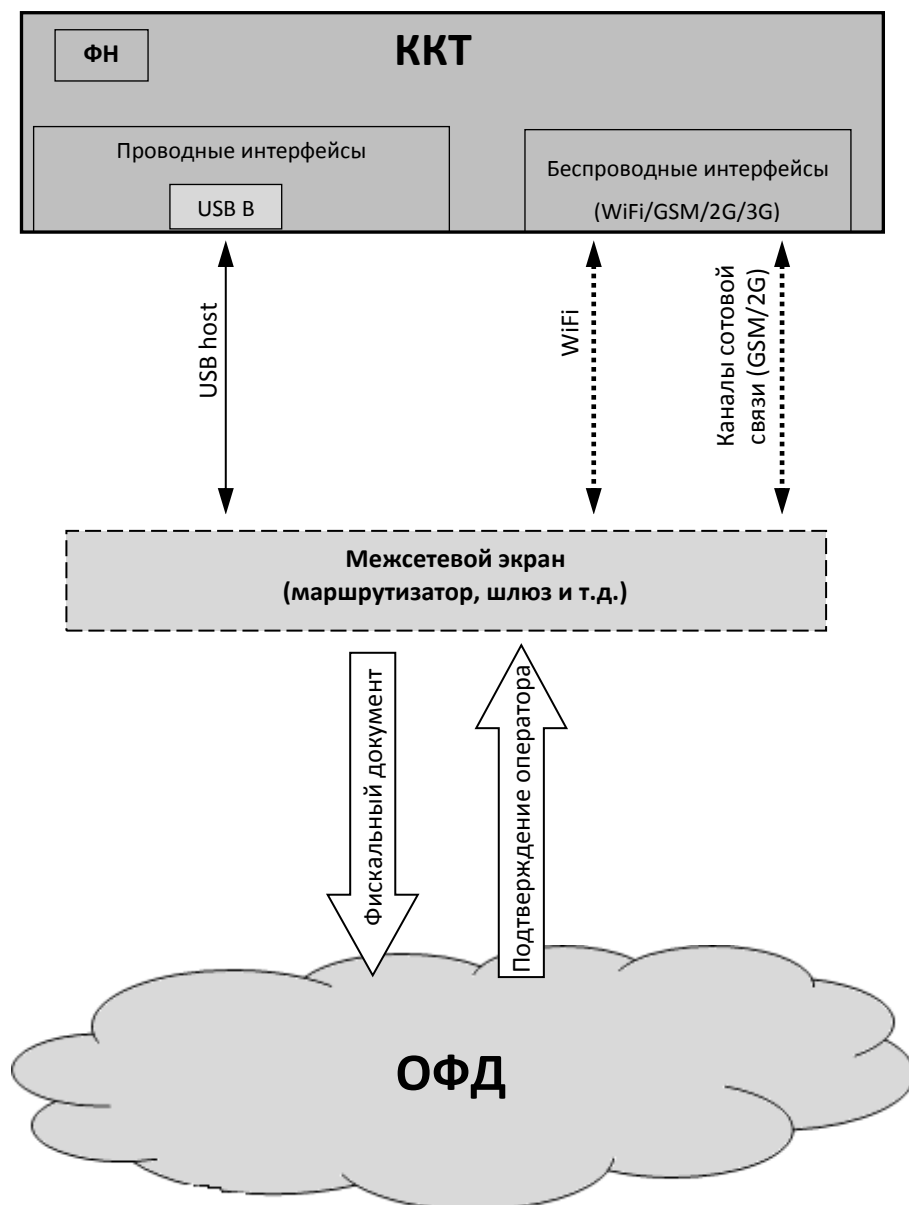 ФН
ККТ
Проводные интерфейсы
USB B
Беспроводные интерфейсы
(WiFi/GSM/2G/3G)
USB host
WiFi
Каналы сотовой
связи (GSM/2G)
Межсетевой экран
(маршрутизатор, шлюз и т.д.)
Фискальный документ
Подтверждение оператора
ОФД